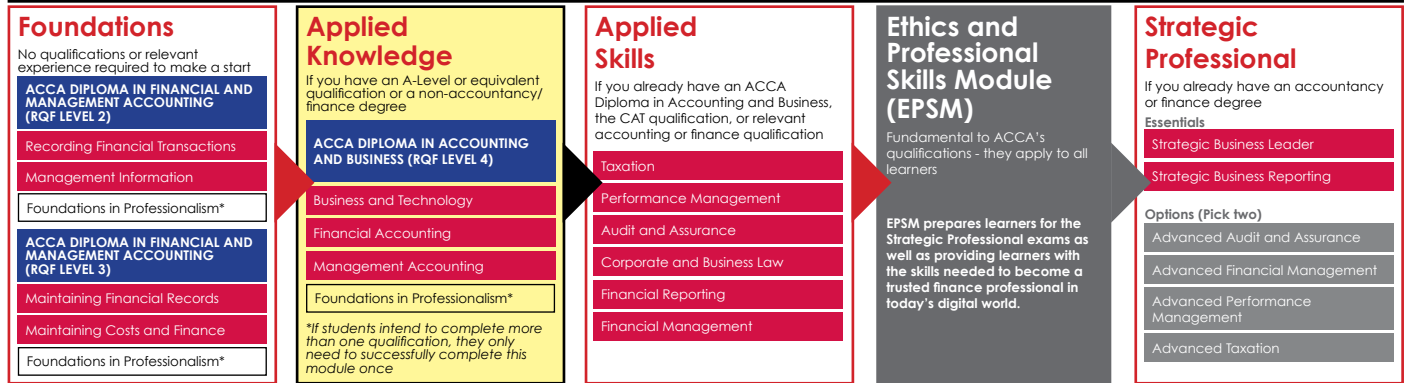 Foundations
No qualifications or relevant
experience required to make a start
ACCA DIPLOMA IN FINANCIAL AND
MANAGEMENT ACCOUNTING
(RQF LEVEL 2)
Recording Financial Transactions
Management Information
Foundations in Professionalism*
ACCA DIPLOMA IN FINANCIAL AND
MANAGEMENT ACCOUNTING
(RQF LEVEL 3)
Maintaining Financial Records
Maintaining Costs and Finance
Foundations in Professionalism*
Applied
Knowledge
If you have an A-Level or equivalent
qualification or a non-accountancy/
finance degree
ACCA DIPLOMA IN ACCOUNTING
AND BUSINESS (RQF LEVEL 4)
Business and Technology
Financial Accounting
Management Accounting
Foundations in Professionalism*
*If students intend to complete more
than one qualification, they only
need to successfully complete this
module once
Applied
Skills
If you already have an ACCA
Diploma in Accounting and Business,
the CAT qualification, or relevant
accounting or finance qualification
Taxation
Performance Management
Audit and Assurance
Corporate and Business Law
Financial Reporting
Financial Management
Ethics and
Professional
Skills Module
(EPSM)
Fundamental to ACCA's
qualifications - they apply to all
learners
EPSM prepares learners for the
Strategic Professional exams as
well as providing learners with
the skills needed to become a
trusted finance professional in
today's digital world.
Strategic
Professional
If you already have an accountancy
or finance degree
Essentials
Strategic Business Leader
Strategic Business Reporting
Options (Pick two)
Advanced Audit and Assurance
Advanced Financial Management
Advanced Performance
Management
Advanced Taxation